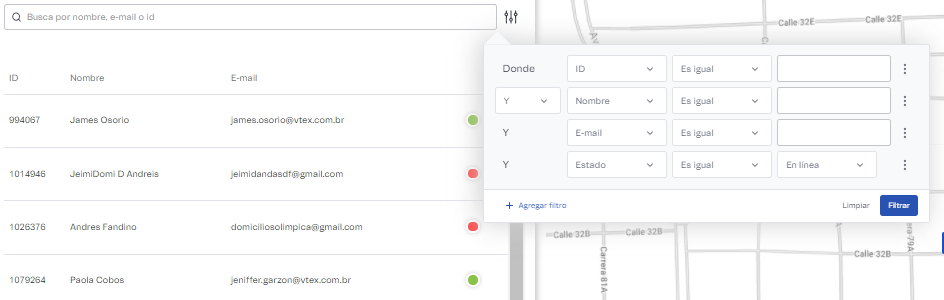 Busca por nombre, e-mail o id
Calle 32E
Calle 32E
Av
ID Nombre E-mail
Donde ID Es igual
Y Nombre Es igual
Y E-mail Es igual
Y Estado Es igual En línea
Agregar filtro Limpiar Filtrar
994067 James Osorio james.osorio@vtex.com.br
1014946 JeimiDomi D Andreis jeimidandasdf@gmail.com
1026376 Andres Fandino domiciliosolimpica@gmail.com
1079264 Paola Cobos jeniffer.garzon@vtex.com.br
Calle 32B
Calle 32B
Calle 32B
Carrera 81A
rera 79A